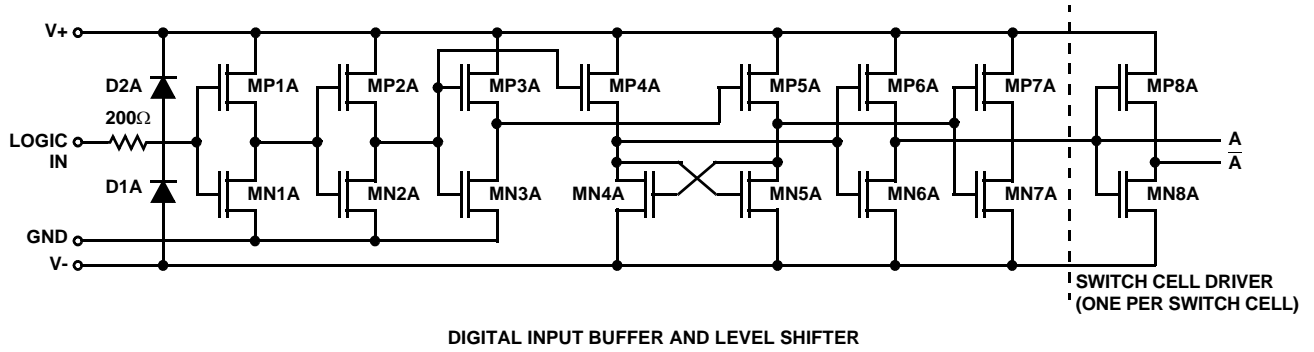 V+
D2A
MP1A
MP2A
MP3A
MP4A
MP5A
MP6A
MP7A
MP8A
200Ω
LOGIC
IN
A
A̅
D1A
MN1A
MN2A
MN3A
MN4A
MN5A
MN6A
MN7A
MN8A
GND
V-
SWITCH CELL DRIVER
(ONE PER SWITCH CELL)
DIGITAL INPUT BUFFER AND LEVEL SHIFTER